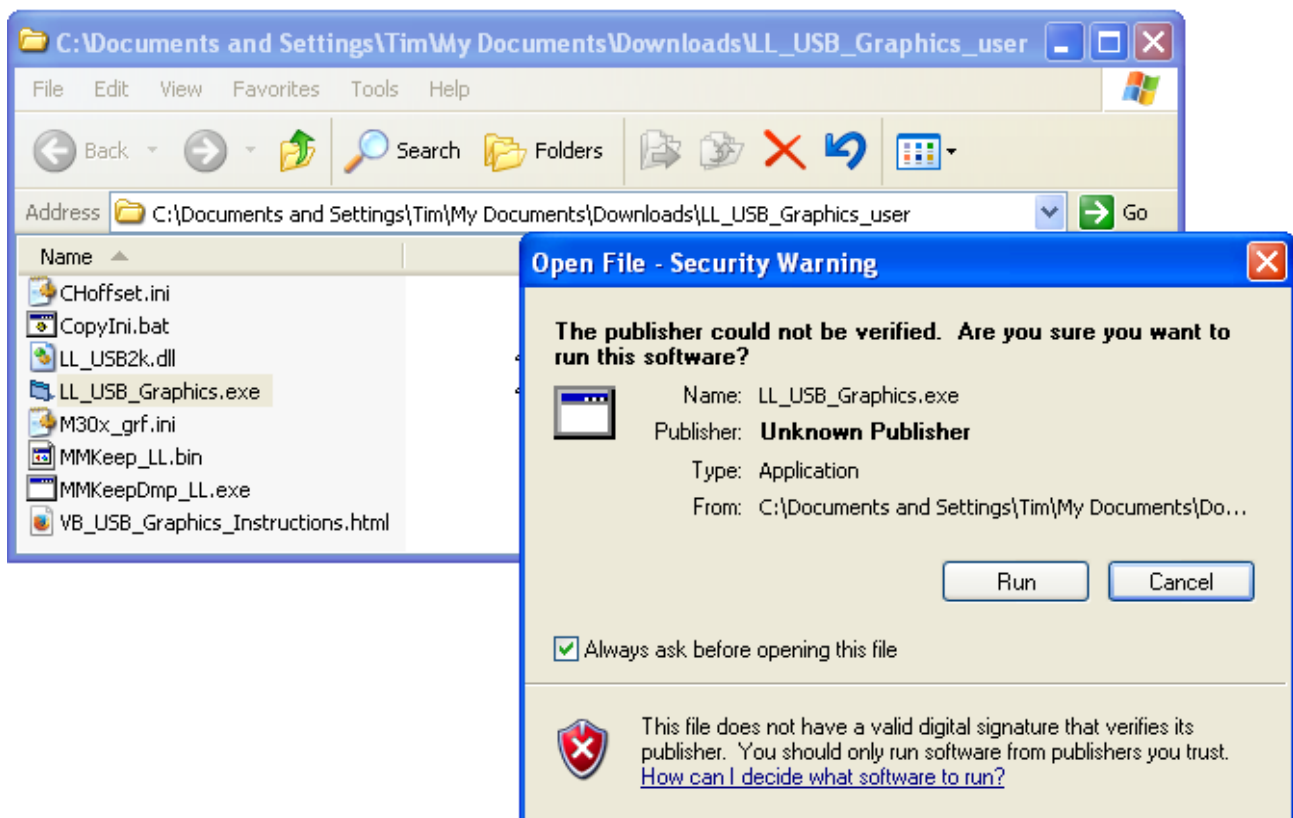 C:\Documents and Settings\Tim\My Documents\Downloads\LL_USB_Graphics_user
File Edit View Favorites Tools Help
Back Search Folders
Address C:\Documents and Settings\Tim\My Documents\Downloads\LL_USB_Graphics_user Go
Name
CHoffset.ini
CopyIni.bat
LL_USB2k.dll
LL_USB_Graphics.exe
M30x_grf.ini
MMKeep_LL.bin
MMKeepDmp_LL.exe
VB_USB_Graphics_Instructions.html
Open File - Security Warning
The publisher could not be verified. Are you sure you want to
run this software?
Name: LL_USB_Graphics.exe
Publisher: Unknown Publisher
Type: Application
From: C:\Documents and Settings\Tim\My Documents\Do...
Run Cancel
Always ask before opening this file
This file does not have a valid digital signature that verifies its
publisher. You should only run software from publishers you trust.
How can I decide what software to run?